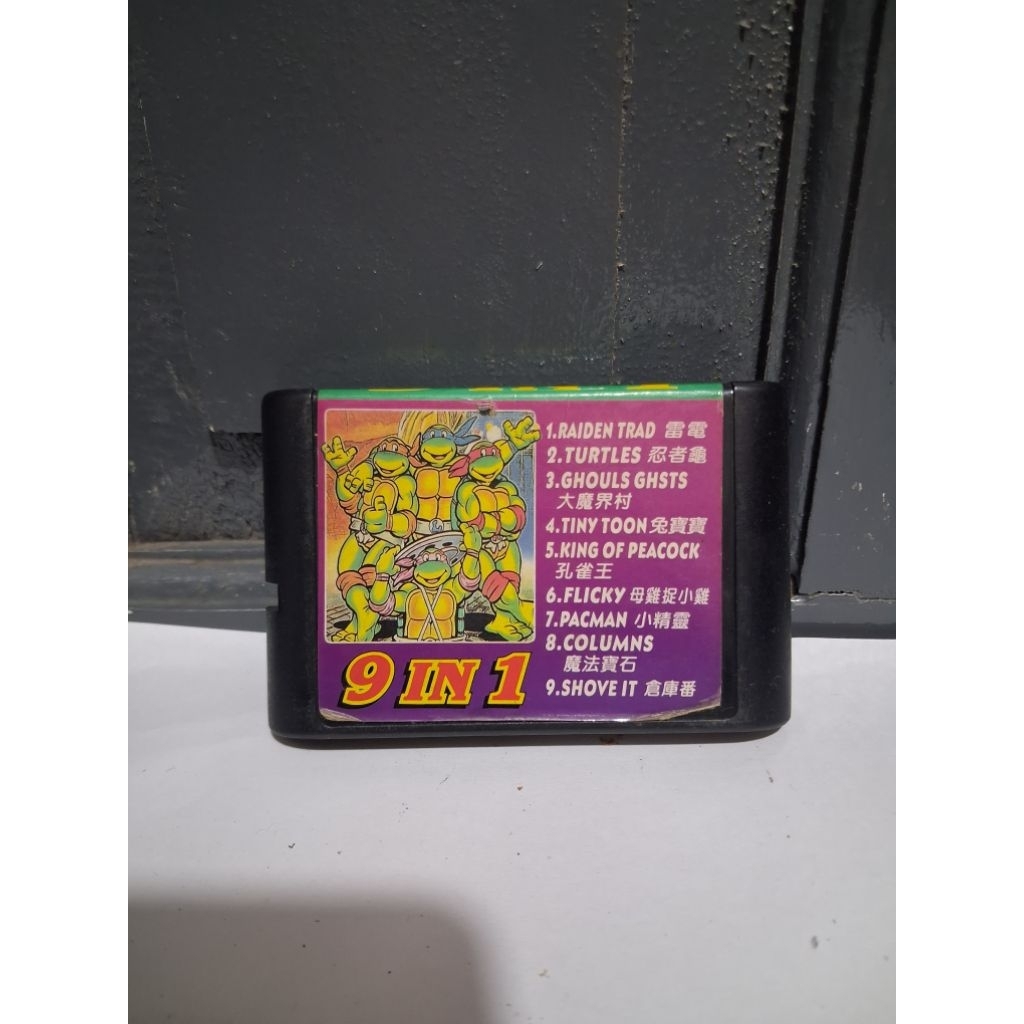 1.RAIDEN TRAD 雷電
2.TURTLES 忍者龜
3.GHOULS GHSTS
大魔界村
4.TINY TOON 兔寶寶
5.KING OF PEACOCK
孔雀王
6.FLICKY 母雞捉小雞
7.PACMAN 小精靈
8.COLUMNS
魔法寶石
9.SHOVE IT 倉庫番
9 IN 1